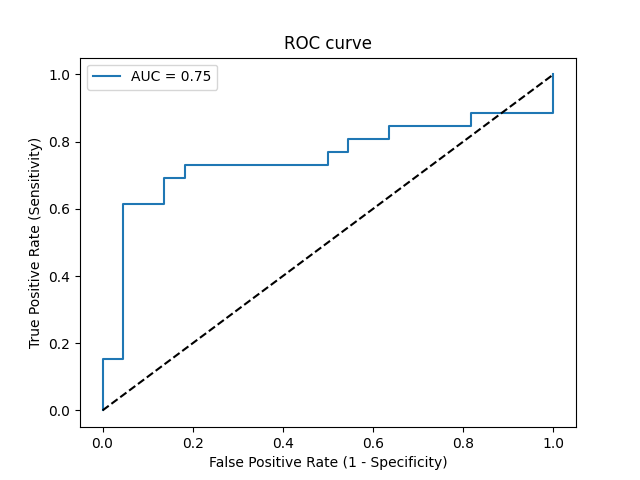 ROC curve
AUC = 0.75
True Positive Rate (Sensitivity)
1.0
0.8
0.6
0.4
0.2
0.0
0.0 0.2 0.4 0.6 0.8 1.0
False Positive Rate (1 - Specificity)